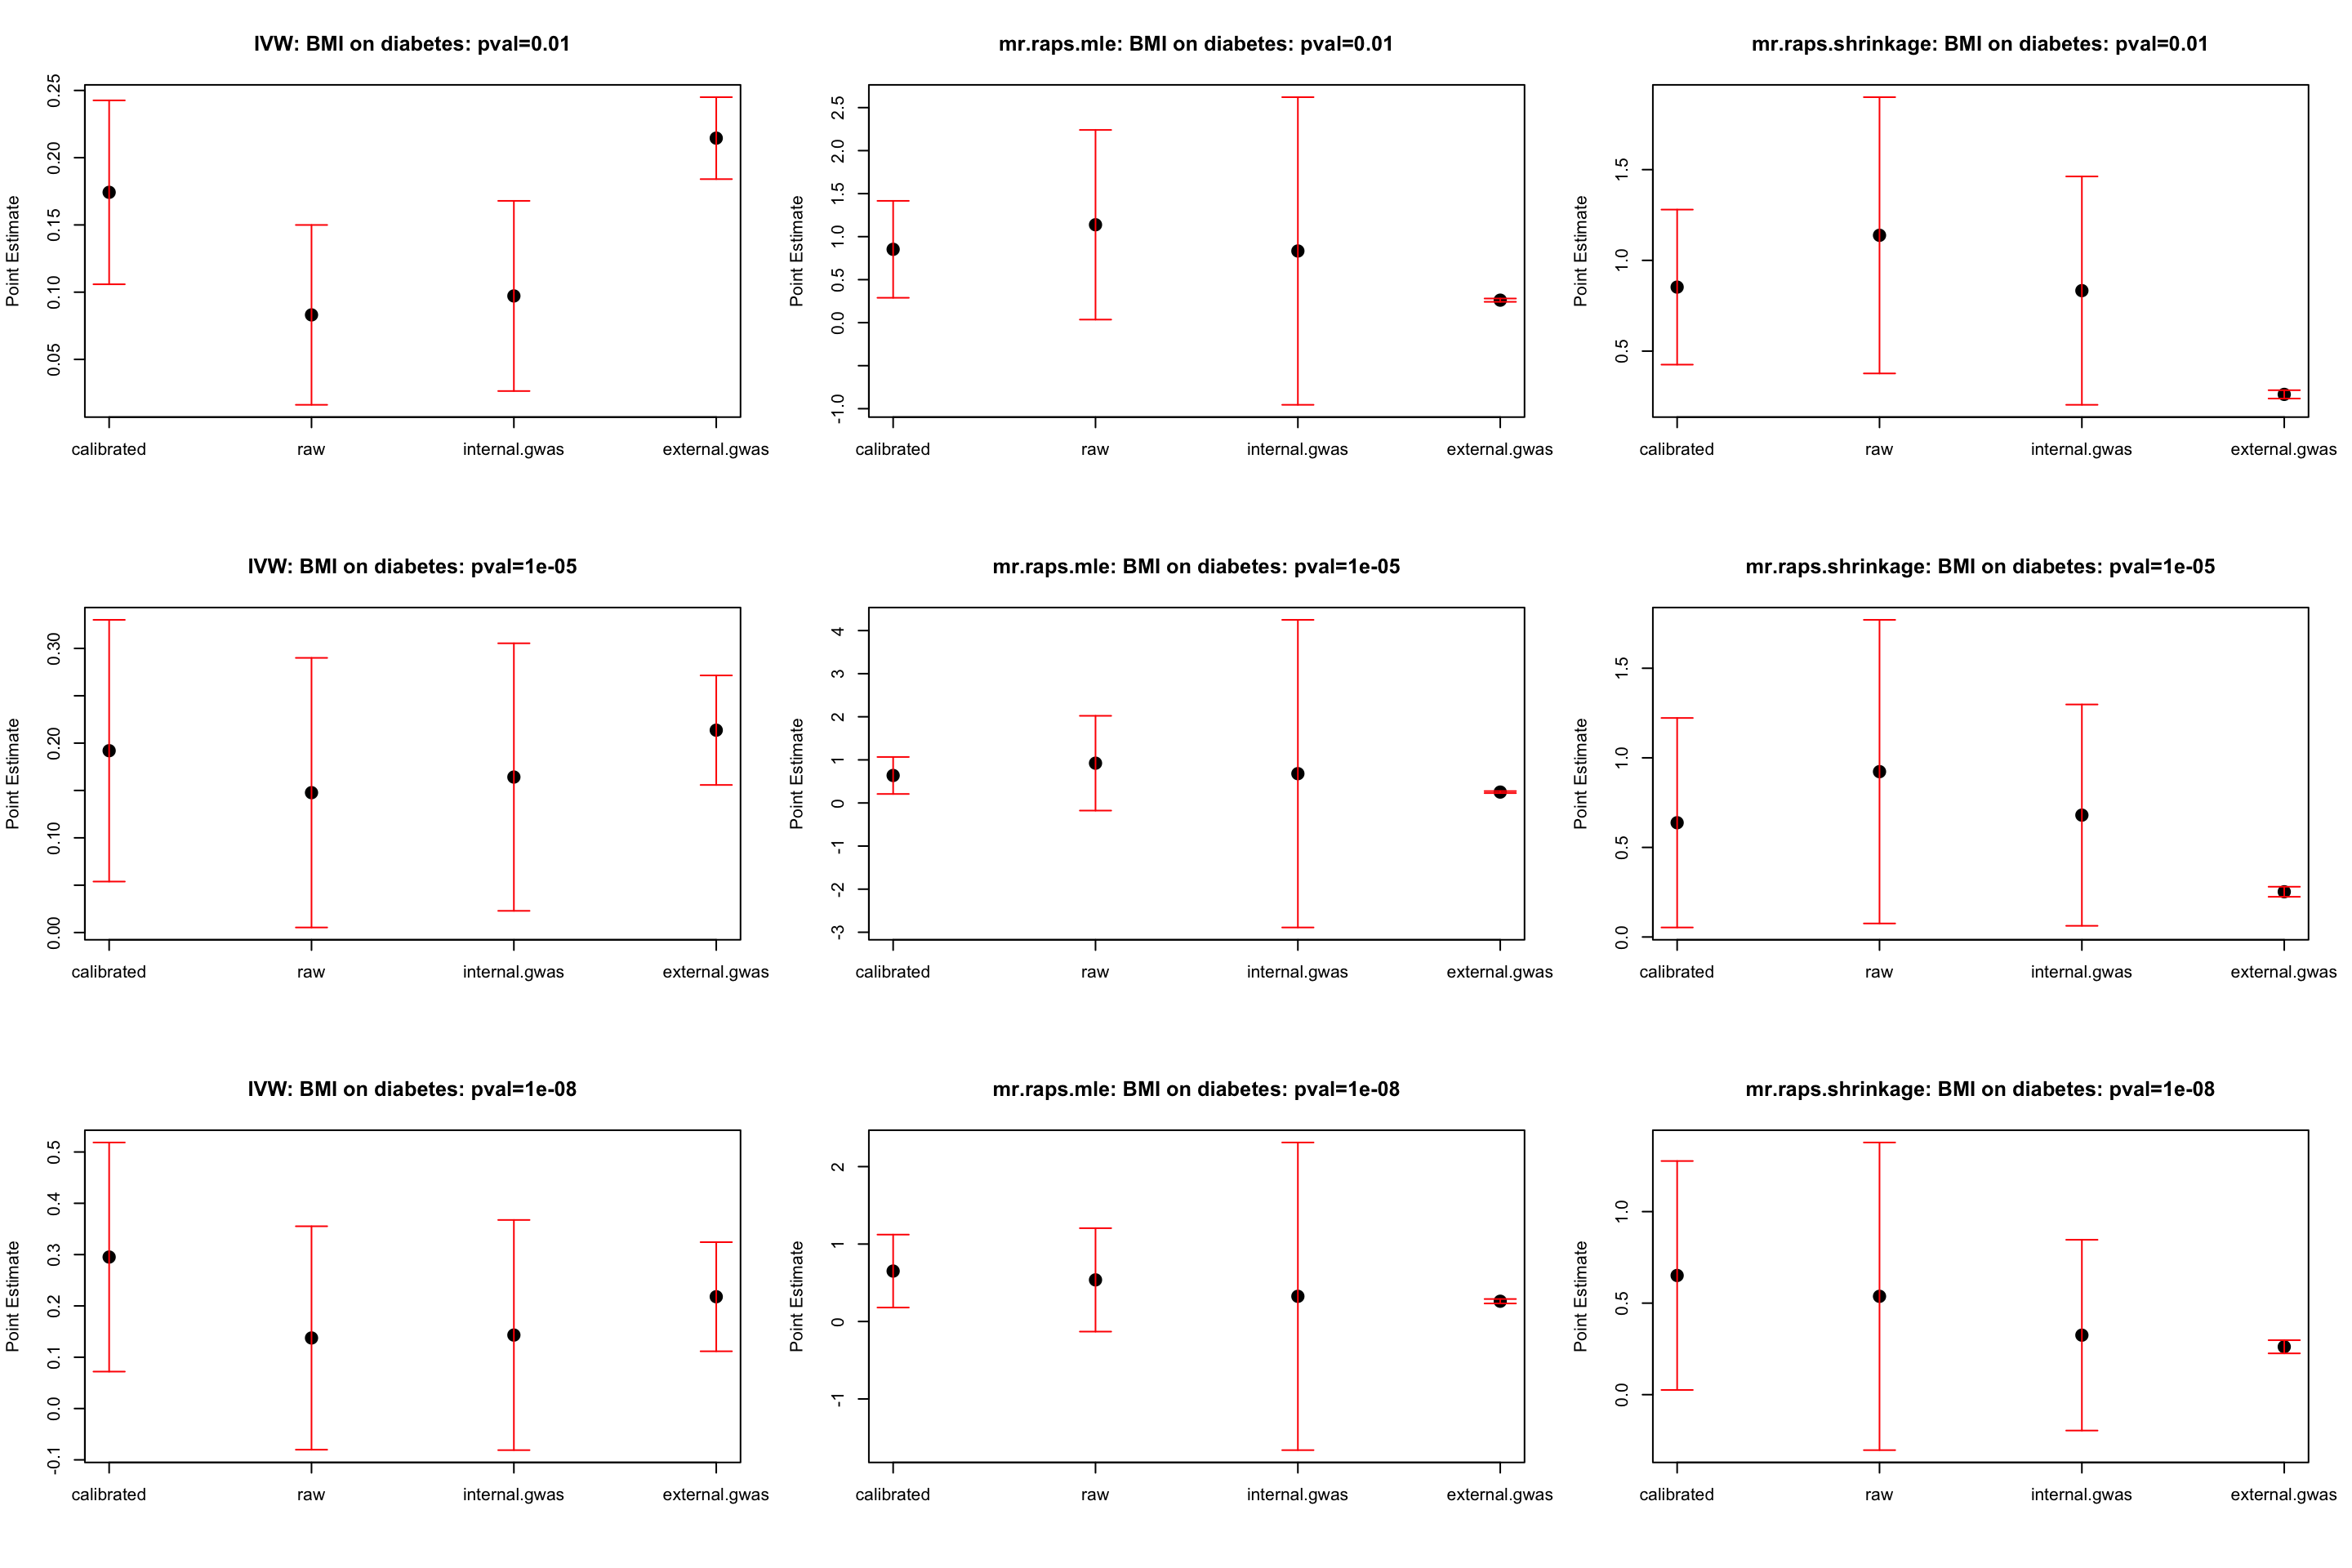 IVW: BMI on diabetes: pval=0.01
Point Estimate
0.25
0.20
0.15
0.10
0.05
calibrated raw internal.gwas external.gwas
mr.raps.mle: BMI on diabetes: pval=0.01
Point Estimate
2.5
2.0
1.5
1.0
0.5
0.0
-1.0
calibrated raw internal.gwas external.gwas
mr.raps.shrinkage: BMI on diabetes: pval=0.01
Point Estimate
1.5
1.0
0.5
calibrated raw internal.gwas external.gwas
IVW: BMI on diabetes: pval=1e-05
Point Estimate
0.30
0.20
0.10
0.00
calibrated raw internal.gwas external.gwas
mr.raps.mle: BMI on diabetes: pval=1e-05
Point Estimate
4
3
2
1
0
-1
-2
-3
calibrated raw internal.gwas external.gwas
mr.raps.shrinkage: BMI on diabetes: pval=1e-05
Point Estimate
1.5
1.0
0.5
0.0
calibrated raw internal.gwas external.gwas
IVW: BMI on diabetes: pval=1e-08
Point Estimate
0.5
0.4
0.3
0.2
0.1
0.0
-0.1
calibrated raw internal.gwas external.gwas
mr.raps.mle: BMI on diabetes: pval=1e-08
Point Estimate
2
1
0
-1
calibrated raw internal.gwas external.gwas
mr.raps.shrinkage: BMI on diabetes: pval=1e-08
Point Estimate
1.0
0.5
0.0
calibrated raw internal.gwas external.gwas